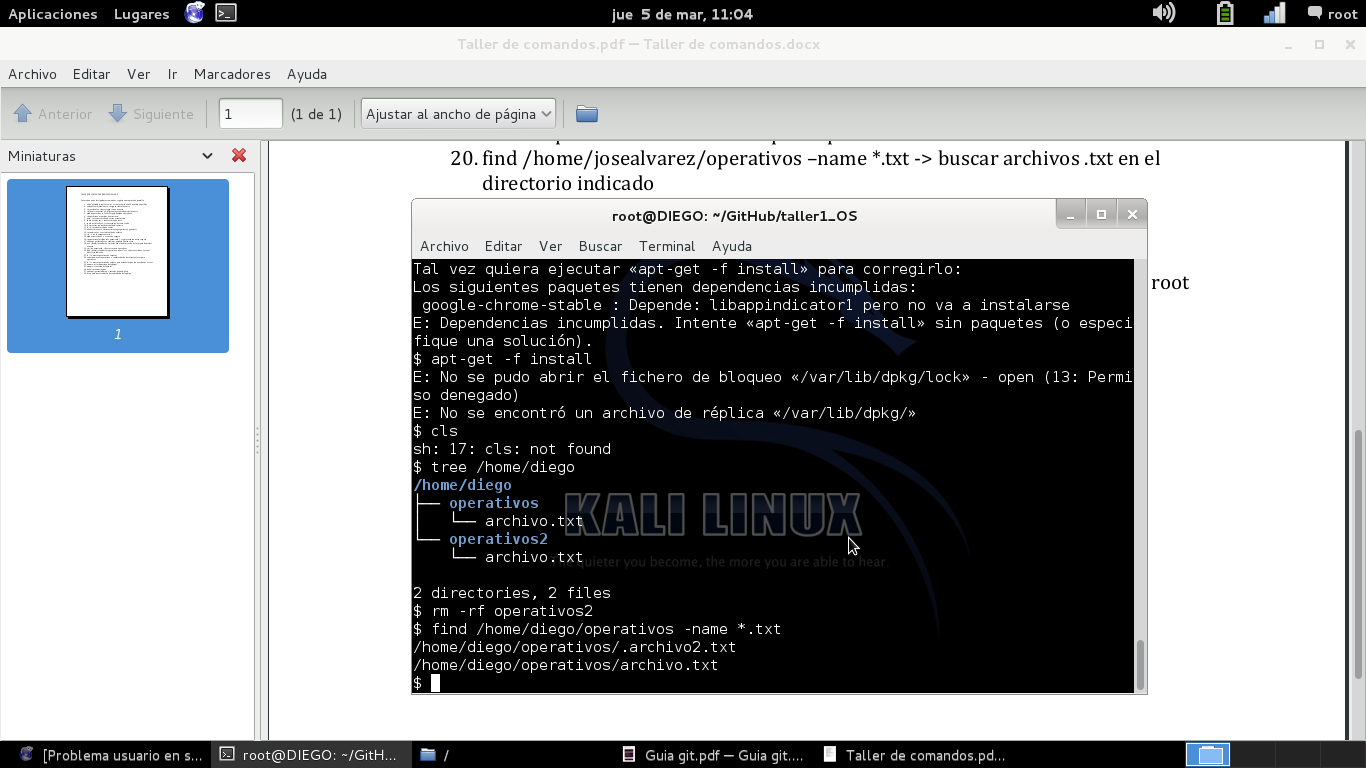 Aplicaciones Lugares jue 5 de mar, 11:04 root
Taller de comandos.pdf — Taller de comandos.docx
Archivo Editar Ver Ir Marcadores Ayuda
Anterior Siguiente 1 (1 de 1) Ajustar al ancho de página
Miniaturas
1
20. find /home/josealvarez/operativos –name *.txt -> buscar archivos .txt en el
directorio indicado
root
root@DIEGO: ~/GitHub/taller1_OS
Archivo Editar Ver Buscar Terminal Ayuda
Tal vez quiera ejecutar «apt-get -f install» para corregirlo:
Los siguientes paquetes tienen dependencias incumplidas:
google-chrome-stable : Depende: libappindicator1 pero no va a instalarse
E: Dependencias incumplidas. Intente «apt-get -f install» sin paquetes (o especi
fique una solución).
$ apt-get -f install
E: No se pudo abrir el fichero de bloqueo «/var/lib/dpkg/lock» - open (13: Permi
so denegado)
E: No se encontró un archivo de réplica «/var/lib/dpkg/»
$ cls
sh: 17: cls: not found
$ tree /home/diego
/home/diego
├── operativos
│   └── archivo.txt
└── operativos2
    └── archivo.txt
KALI LINUX
The quieter you become, the more you are able to hear.
2 directories, 2 files
$ rm -rf operativos2
$ find /home/diego/operativos -name *.txt
/home/diego/operativos/.archivo2.txt
/home/diego/operativos/archivo.txt
$
[Problema usuario en s... root@DIEGO: ~/GitH... / Guia git.pdf — Guia git.... Taller de comandos.pd...